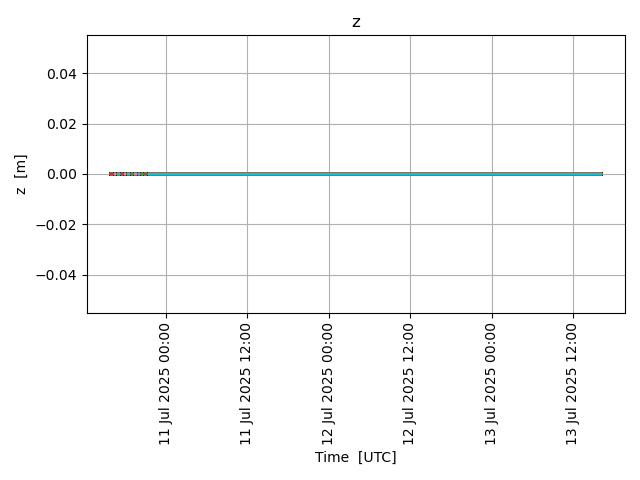 z
0.04
0.02
0.00
−0.02
−0.04
z [m]
11 Jul 2025 00:00
11 Jul 2025 12:00
12 Jul 2025 00:00
12 Jul 2025 12:00
13 Jul 2025 00:00
13 Jul 2025 12:00
Time [UTC]